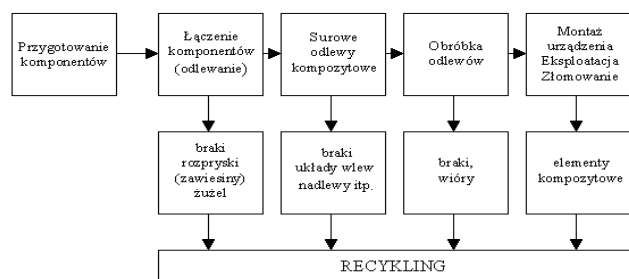 Przygotowanie
komponentów
Łączenie
komponentów
(odlewanie)
Surowe
odlewy
kompozytowe
Obróbka
odlewów
Montaż
urządzenia
Eksploatacja
Złomowanie
braki
rozpryski
(zawiesiny)
żużel
braki
układy wlew
nadlewy itp.
braki,
wióry
elementy
kompozytowe
RECYKLING